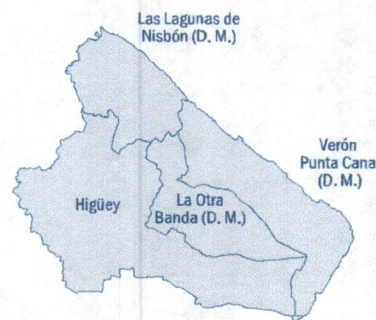 Las Lagunas de
Nisbón (D. M.)
Verón
Punta Cana
(D. M.)
Higüey
La Otra
Banda (D. M.)